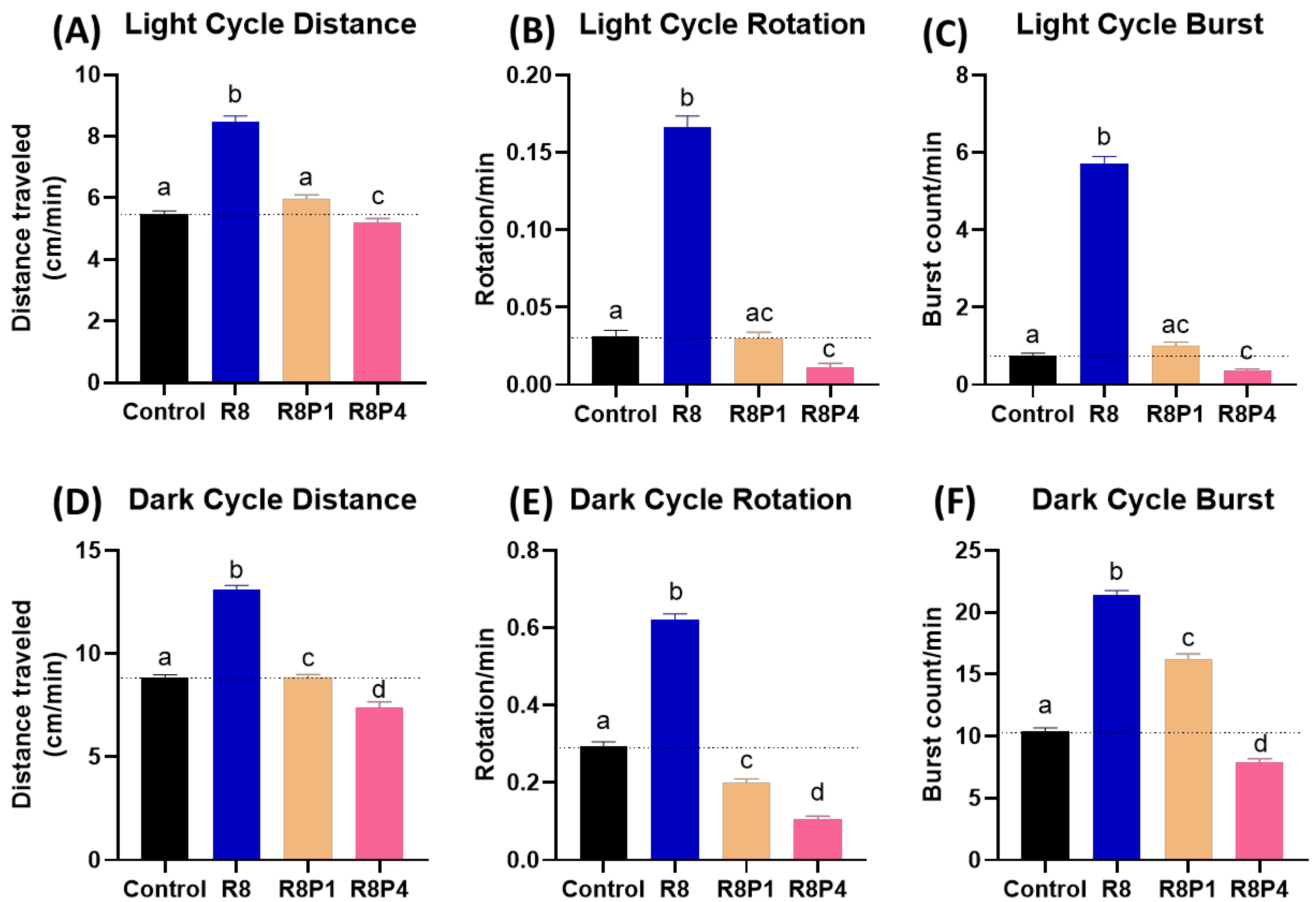 (A) Light Cycle Distance
Distance traveled
(cm/min)
10
8
6
4
2
0
a
b
a
c
Control R8 R8P1 R8P4
(B) Light Cycle Rotation
Rotation/min
0.20
0.15
0.10
0.05
0.00
a
b
ac
c
Control R8 R8P1 R8P4
(C) Light Cycle Burst
Burst count/min
8
6
4
2
0
a
b
ac
c
Control R8 R8P1 R8P4
(D) Dark Cycle Distance
Distance traveled
(cm/min)
15
10
5
0
a
b
c
d
Control R8 R8P1 R8P4
(E) Dark Cycle Rotation
Rotation/min
0.8
0.6
0.4
0.2
0.0
a
b
c
d
Control R8 R8P1 R8P4
(F) Dark Cycle Burst
Burst count/min
25
20
15
10
5
0
a
b
c
d
Control R8 R8P1 R8P4